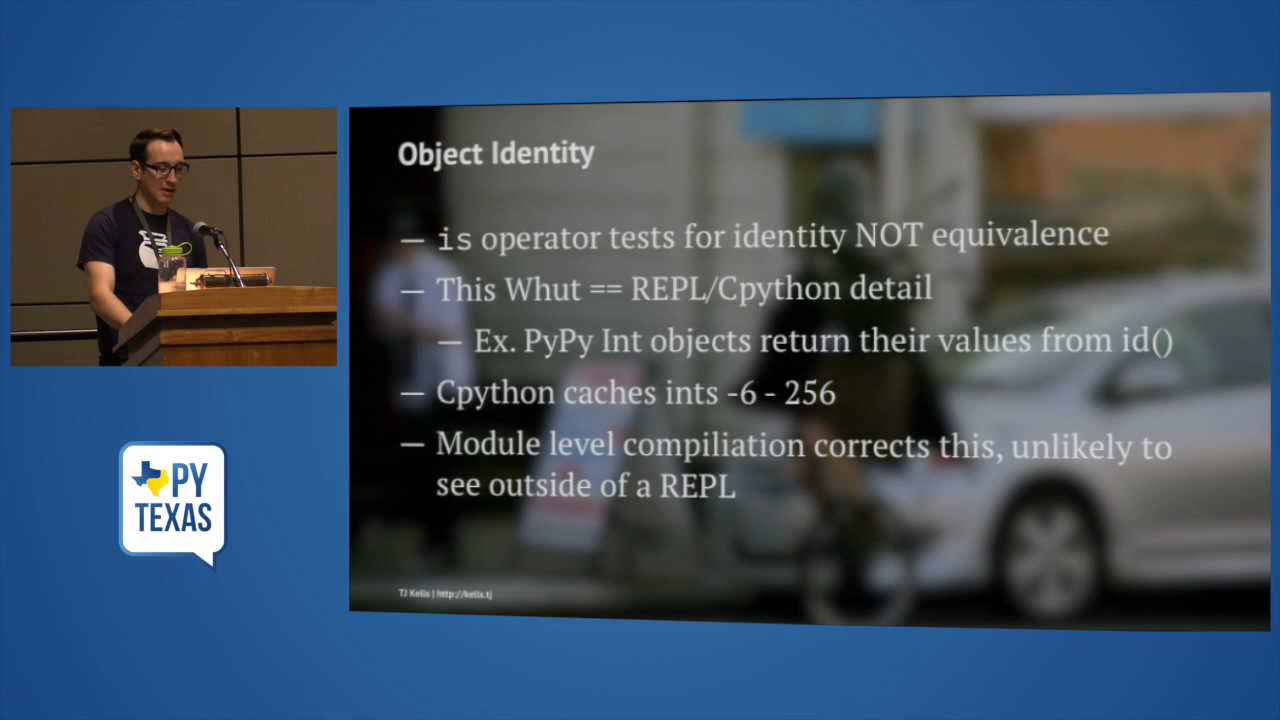 Object Identity
— is operator tests for identity NOT equivalence
— This Whut == REPL/Cpython detail
— Ex. PyPy Int objects return their values from id()
— Cpython caches ints -6 - 256
— Module level compiliation corrects this, unlikely to
see outside of a REPL
TJ Kells | http://kells.tj
PY
TEXAS